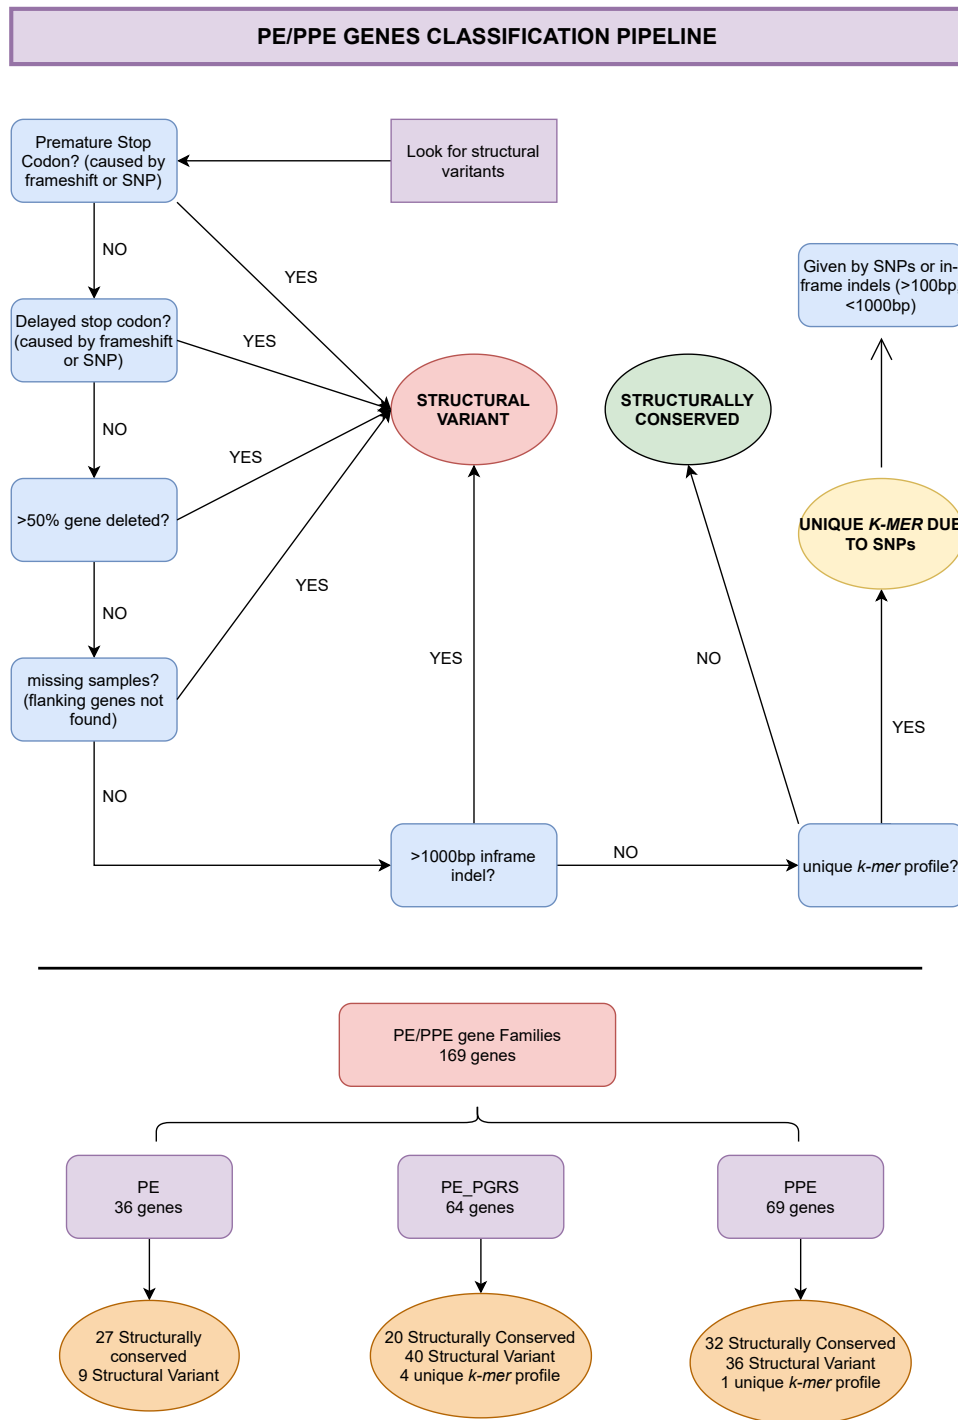 PE/PPE GENES CLASSIFICATION PIPELINE
Premature Stop
Codon? (caused by
frameshift or SNP)
Look for structural
varitants
NO
YES
Given by SNPs or in-
frame indels (>100bp,
<1000bp)
Delayed stop codon?
(caused by frameshift
or SNP)
YES
STRUCTURAL
VARIANT
STRUCTURALLY
CONSERVED
NO
YES
>50% gene deleted?
UNIQUE K-MER DUE
TO SNPs
YES
NO
missing samples?
(flanking genes not
found)
YES
NO
YES
NO
>1000bp inframe
indel?
NO
unique k-mer profile?
PE/PPE gene Families
169 genes
PE
36 genes
PE_PGRS
64 genes
PPE
69 genes
27 Structurally
conserved
9 Structural Variant
20 Structurally Conserved
40 Structural Variant
4 unique k-mer profile
32 Structurally Conserved
36 Structural Variant
1 unique k-mer profile